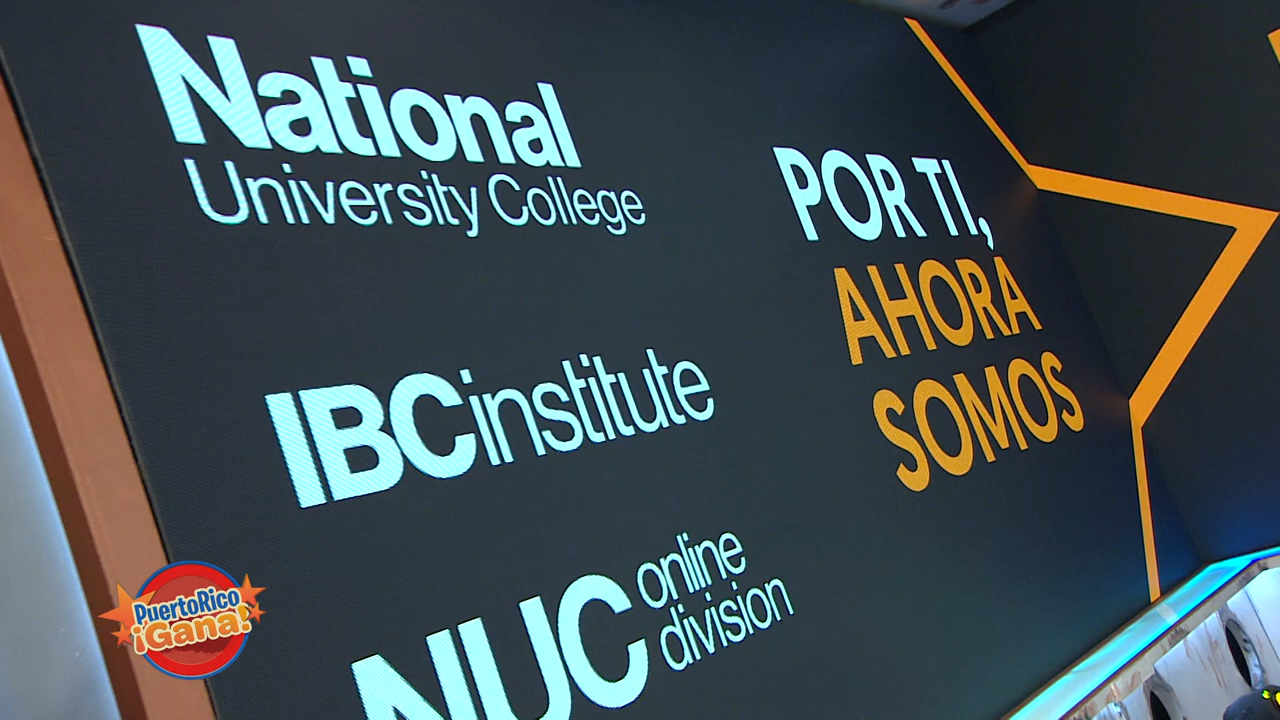 National
University College
IBCinstitute
NUC online
division
POR TI,
AHORA
SOMOS
PuertoRico
¡Gana!